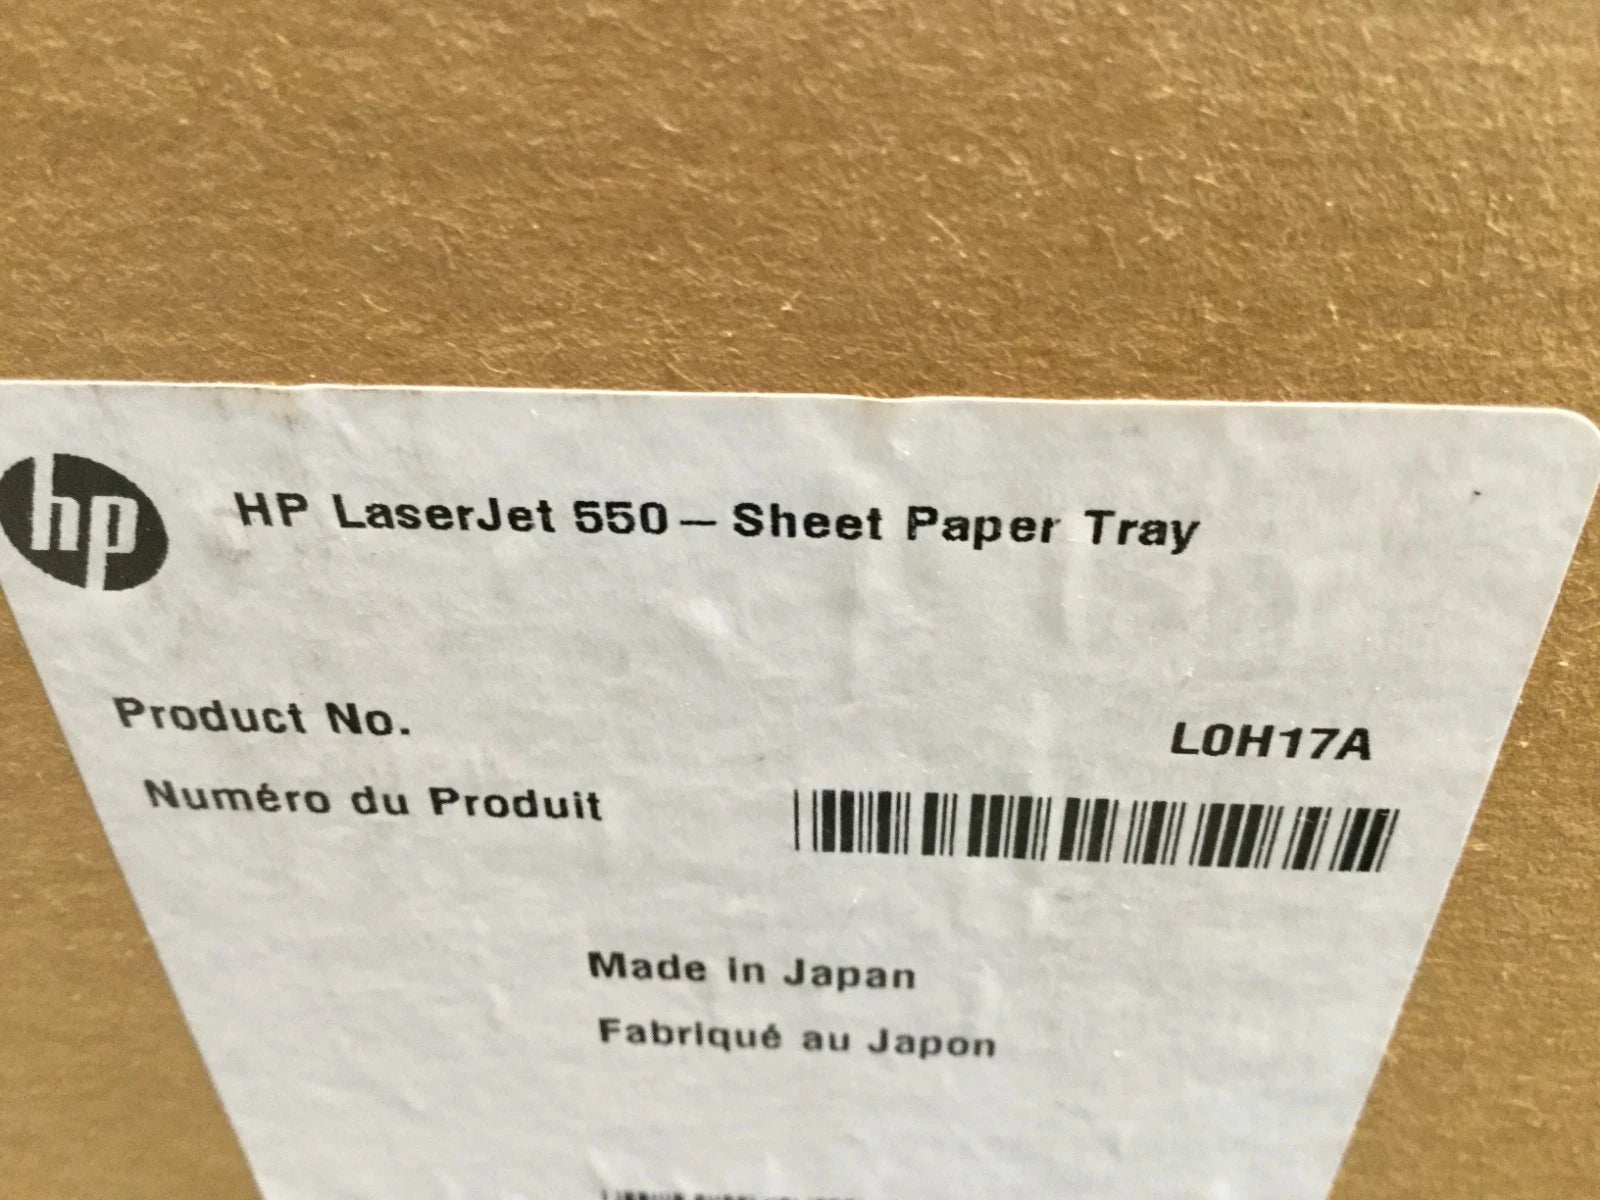 hp
HP LaserJet 550 – Sheet Paper Tray
Product No.
L0H17A
Numéro du Produit
Made in Japan
Fabriqué au Japon